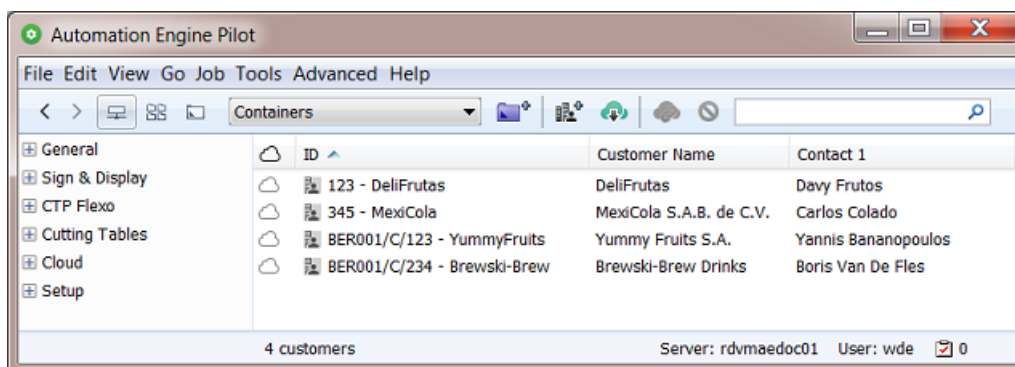 Automation Engine Pilot
File Edit View Go Job Tools Advanced Help
Containers
General
Sign & Display
CTP Flexo
Cutting Tables
Cloud
Setup
ID Customer Name Contact 1
123 - DeliFrutas DeliFrutas Davy Frutos
345 - MexiCola MexiCola S.A.B. de C.V. Carlos Colado
BER001/C/123 - YummyFruits Yummy Fruits S.A. Yannis Bananopoulos
BER001/C/234 - Brewski-Brew Brewski-Brew Drinks Boris Van De Fles
4 customers Server: rdvmaedoc01 User: wde 0